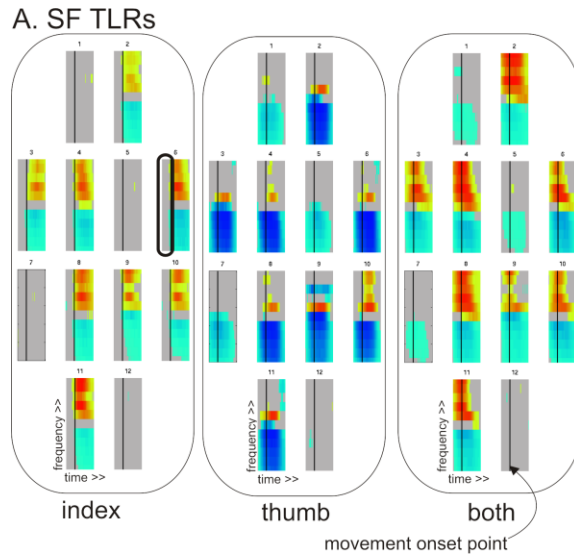 A. SF TLRs
1 2
3 4 5 6
7 8 9 10
11 12
frequency >>
time >>
index
1 2
3 4 5 6
7 8 9 10
11 12
frequency >>
time >>
thumb
1 2
3 4 5 6
7 8 9 10
11 12
frequency >>
time >>
both
movement onset point